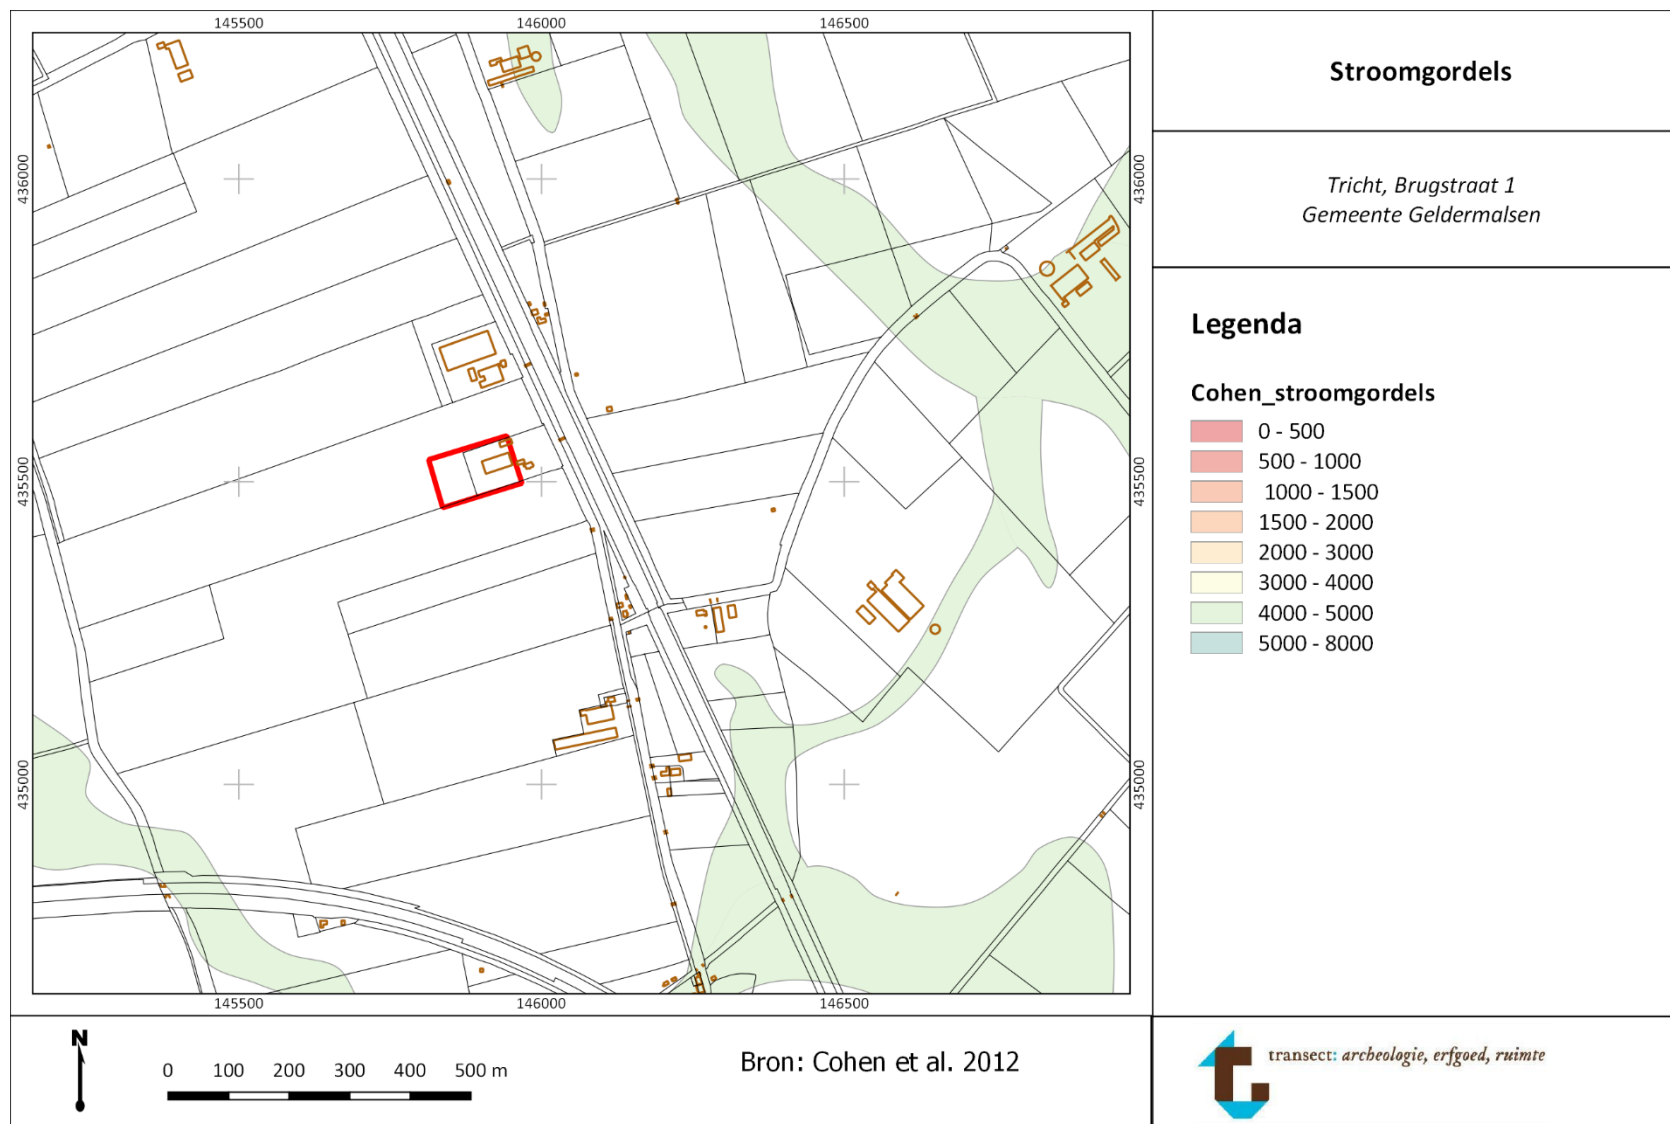 145500 146000 146500
436000 436000
435500 435500
435000 435000
145500 146000 146500
Stroomgordels
Tricht, Brugstraat 1
Gemeente Geldermalsen
Legenda
Cohen_stroomgordels
0 - 500
500 - 1000
1000 - 1500
1500 - 2000
2000 - 3000
3000 - 4000
4000 - 5000
5000 - 8000
N
0 100 200 300 400 500 m
Bron: Cohen et al. 2012
transect: archeologie, erfgoed, ruimte